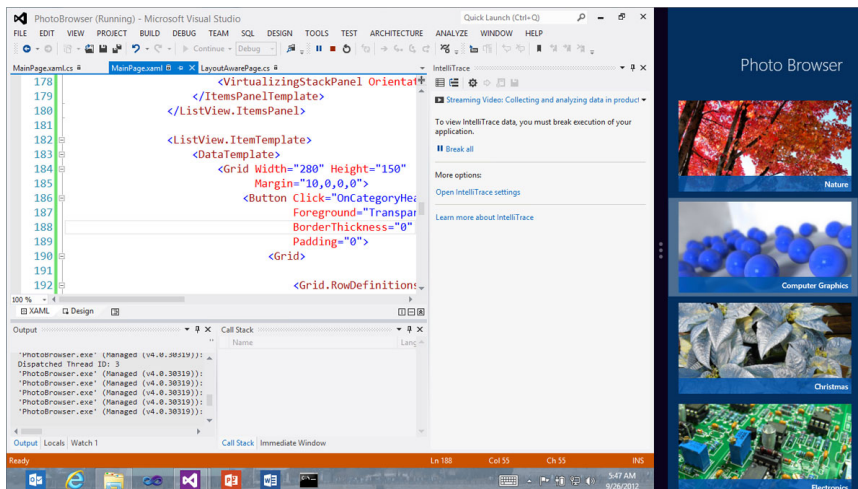 PhotoBrowser (Running) - Microsoft Visual Studio
Quick Launch (Ctrl+Q)
FILE EDIT VIEW PROJECT BUILD DEBUG TEAM SQL DESIGN TOOLS TEST ARCHITECTURE ANALYZE WINDOW HELP
Continue Debug
MainPage.xaml.cs MainPage.xaml LayoutAwarePage.cs
178 <VirtualizingStackPanel Orientat
179 </ItemsPanelTemplate>
180 </ListView.ItemsPanel>
181
182 <ListView.ItemTemplate>
183 <DataTemplate>
184 <Grid Width="280" Height="150"
185 Margin="10,0,0,0">
186 <Button Click="OnCategoryHea
187 Foreground="Transpar
188 BorderThickness="0"
189 Padding="0">
190 <Grid>
191
192 <Grid.RowDefinitions
100 %
XAML Design
IntelliTrace
Streaming Video: Collecting and analyzing data in product
To view IntelliTrace data, you must break execution of your
application.
Break all
More options:
Open IntelliTrace settings
Learn more about IntelliTrace
Output
'PhotoBrowser.exe' (Managed (v4.0.30319)):
Dispatched Thread ID: 3
'PhotoBrowser.exe' (Managed (v4.0.30319)):
'PhotoBrowser.exe' (Managed (v4.0.30319)):
'PhotoBrowser.exe' (Managed (v4.0.30319)):
'PhotoBrowser.exe' (Managed (v4.0.30319)):
'PhotoBrowser.exe' (Managed (v4.0.30319)):
Output Locals Watch 1
Call Stack
Name Lang
Call Stack Immediate Window
Ready Ln 188 Col 55 Ch 55 INS
5:47 AM
9/26/2012
Photo Browser
Nature
Computer Graphics
Christmas
Electronics